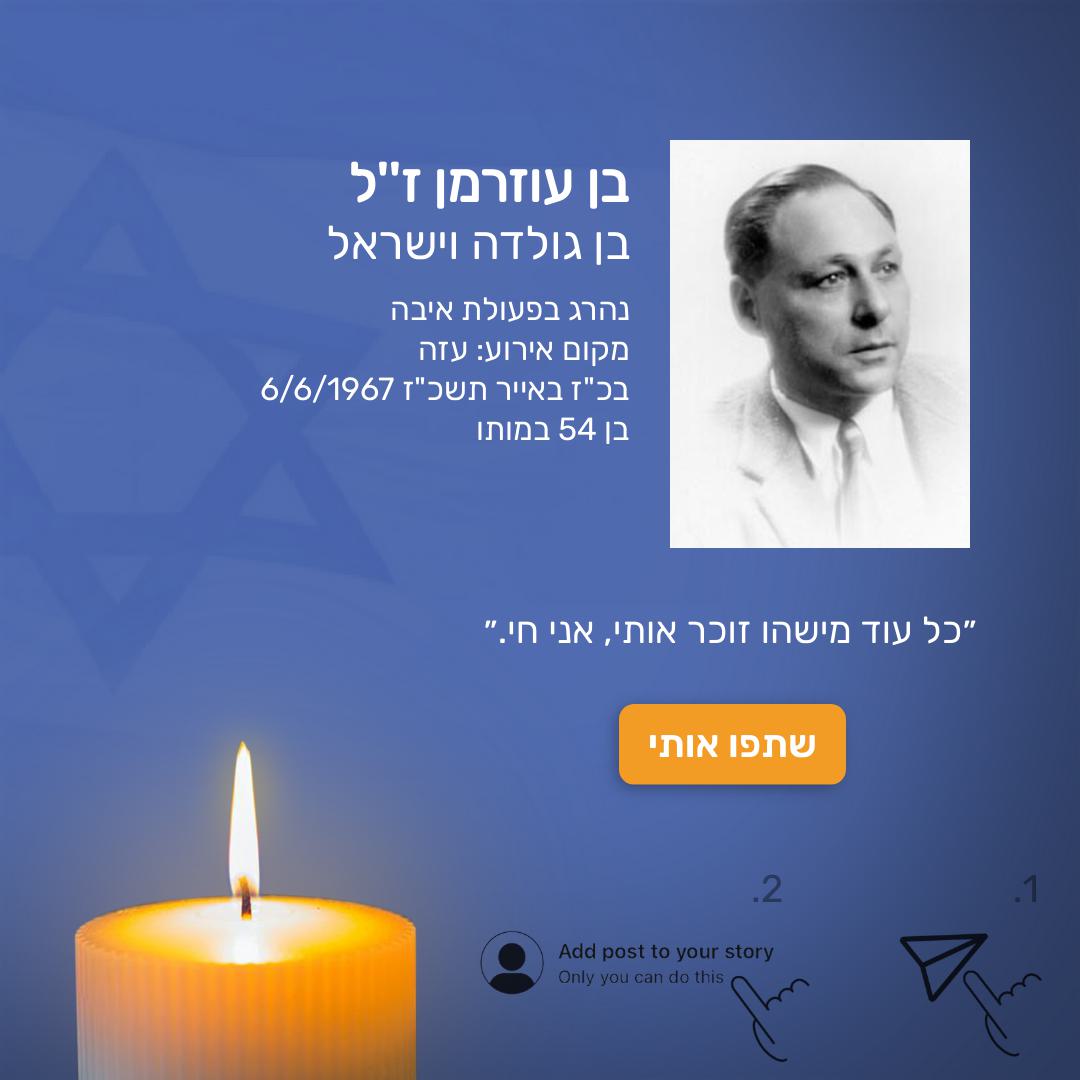 בן עוזרמן ז"ל
בן גולדה וישראל
נהרג בפעולת איבה
מקום אירוע: עזה
בכ"ז באייר תשכ"ז 6/6/1967
בן 54 במותו
"כל עוד מישהו זוכר אותי, אני חי."
שתפו אותי
1.
2.
Add post to your story
Only you can do this